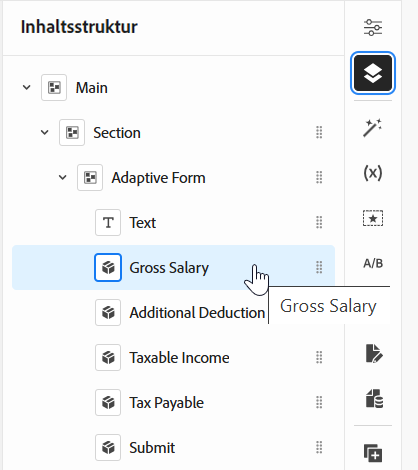 Inhaltsstruktur
Main
Section
Adaptive Form
T Text
Gross Salary
(x)
A/B
Additional Deduction
Gross Salary
Taxable Income
Tax Payable
Submit